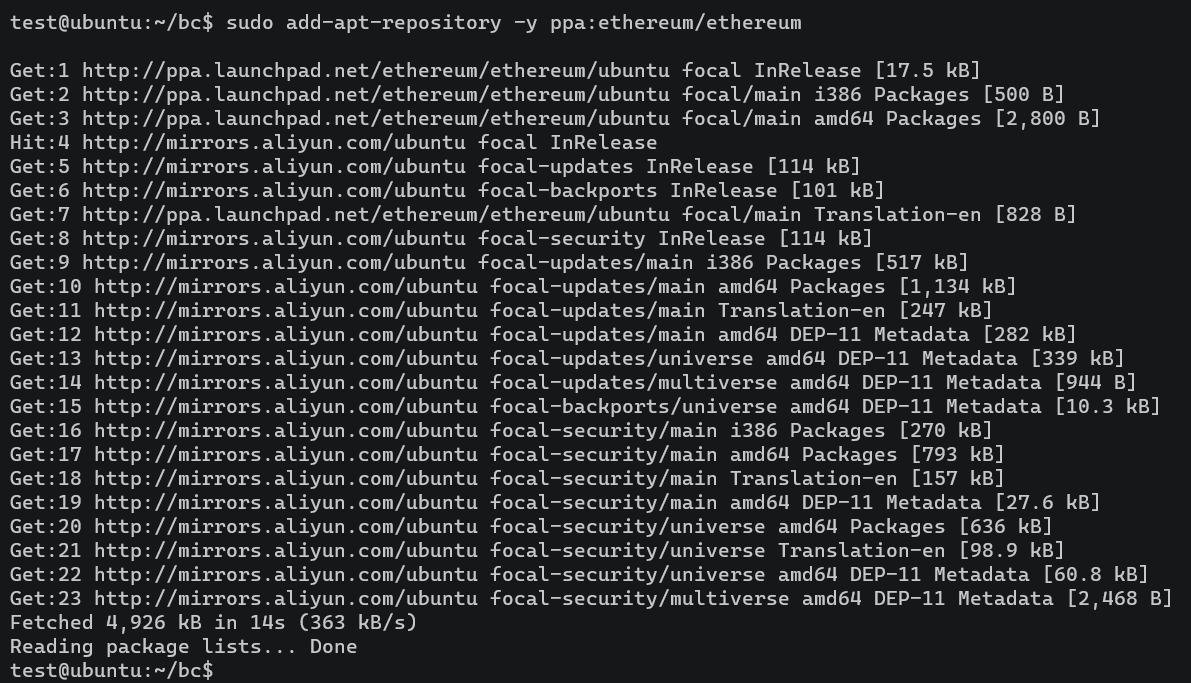 test@ubuntu:~/bc$ sudo add-apt-repository -y ppa:ethereum/ethereum
Get:1 http://ppa.launchpad.net/ethereum/ethereum/ubuntu focal InRelease [17.5 kB]
Get:2 http://ppa.launchpad.net/ethereum/ethereum/ubuntu focal/main i386 Packages [500 B]
Get:3 http://ppa.launchpad.net/ethereum/ethereum/ubuntu focal/main amd64 Packages [2,800 B]
Hit:4 http://mirrors.aliyun.com/ubuntu focal InRelease
Get:5 http://mirrors.aliyun.com/ubuntu focal-updates InRelease [114 kB]
Get:6 http://mirrors.aliyun.com/ubuntu focal-backports InRelease [101 kB]
Get:7 http://ppa.launchpad.net/ethereum/ethereum/ubuntu focal/main Translation-en [828 B]
Get:8 http://mirrors.aliyun.com/ubuntu focal-security InRelease [114 kB]
Get:9 http://mirrors.aliyun.com/ubuntu focal-updates/main i386 Packages [517 kB]
Get:10 http://mirrors.aliyun.com/ubuntu focal-updates/main amd64 Packages [1,134 kB]
Get:11 http://mirrors.aliyun.com/ubuntu focal-updates/main Translation-en [247 kB]
Get:12 http://mirrors.aliyun.com/ubuntu focal-updates/main amd64 DEP-11 Metadata [282 kB]
Get:13 http://mirrors.aliyun.com/ubuntu focal-updates/universe amd64 DEP-11 Metadata [339 kB]
Get:14 http://mirrors.aliyun.com/ubuntu focal-updates/multiverse amd64 DEP-11 Metadata [944 B]
Get:15 http://mirrors.aliyun.com/ubuntu focal-backports/universe amd64 DEP-11 Metadata [10.3 kB]
Get:16 http://mirrors.aliyun.com/ubuntu focal-security/main i386 Packages [270 kB]
Get:17 http://mirrors.aliyun.com/ubuntu focal-security/main amd64 Packages [793 kB]
Get:18 http://mirrors.aliyun.com/ubuntu focal-security/main Translation-en [157 kB]
Get:19 http://mirrors.aliyun.com/ubuntu focal-security/main amd64 DEP-11 Metadata [27.6 kB]
Get:20 http://mirrors.aliyun.com/ubuntu focal-security/universe amd64 Packages [636 kB]
Get:21 http://mirrors.aliyun.com/ubuntu focal-security/universe Translation-en [98.9 kB]
Get:22 http://mirrors.aliyun.com/ubuntu focal-security/universe amd64 DEP-11 Metadata [60.8 kB]
Get:23 http://mirrors.aliyun.com/ubuntu focal-security/multiverse amd64 DEP-11 Metadata [2,468 B]
Fetched 4,926 kB in 14s (363 kB/s)
Reading package lists... Done
test@ubuntu:~/bc$